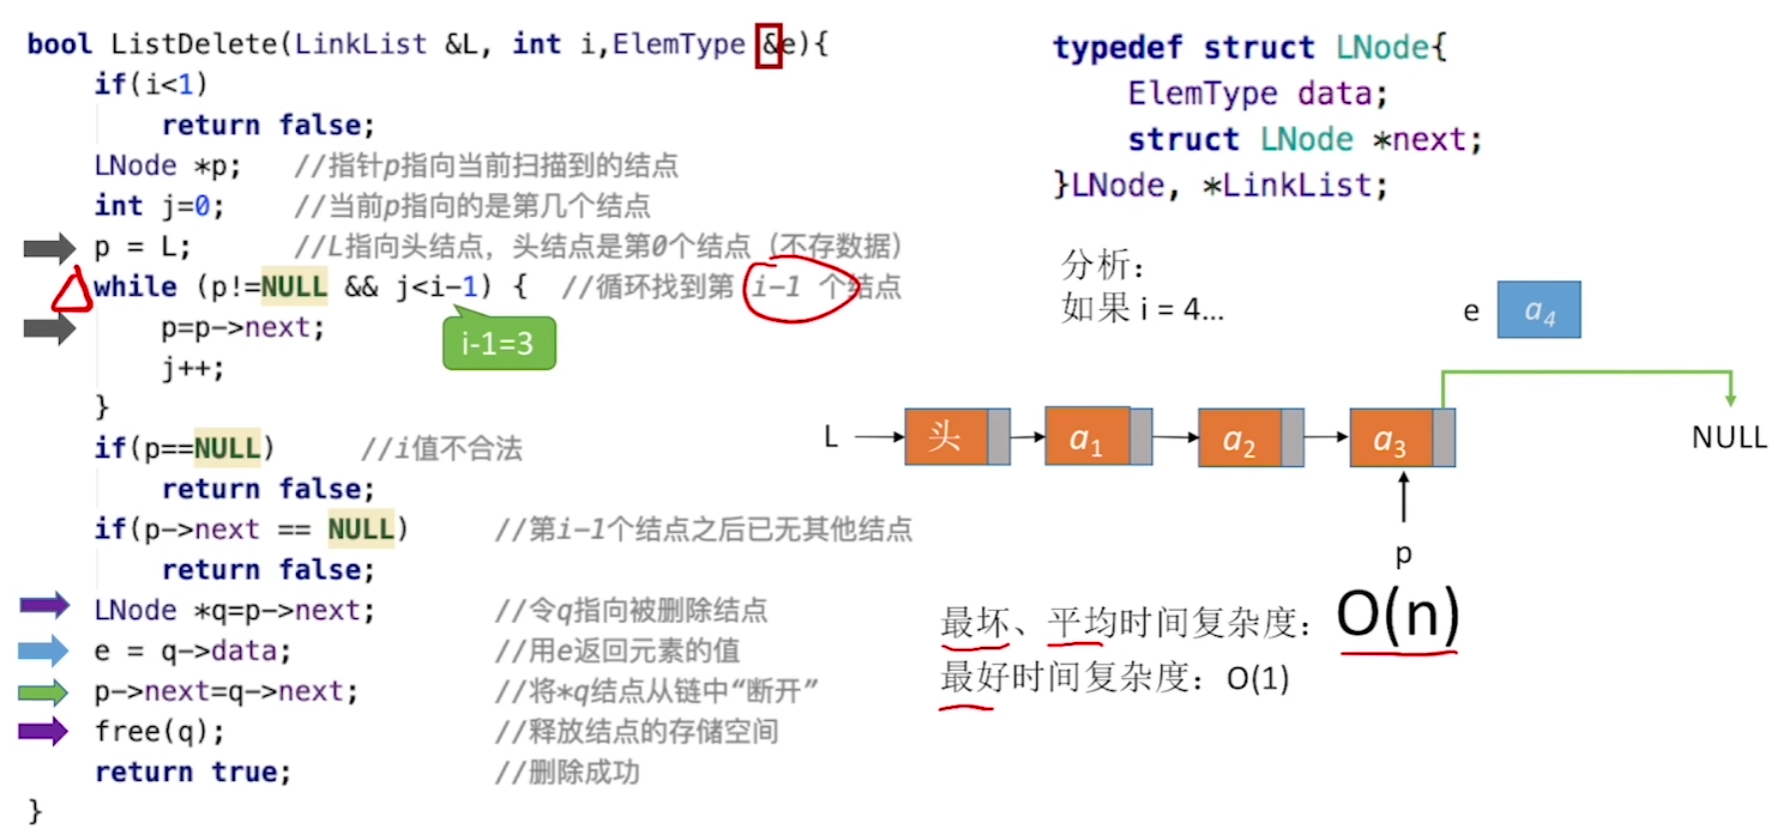 bool ListDelete(LinkList &L, int i,ElemType &e){
if(i<1)
return false;
LNode *p; //指针p指向当前扫描到的结点
int j=0; //当前p指向的是第几个结点
p = L; //L指向头结点，头结点是第0个结点（不存数据）
while (p!=NULL && j<i-1) { //循环找到第 i-1 个结点
p=p->next;
i-1=3
j++;
}
if(p==NULL) //i值不合法
return false;
if(p->next == NULL) //第i-1个结点之后已无其他结点
return false;
LNode *q=p->next; //令q指向被删除结点
e = q->data; //用e返回元素的值
p->next=q->next; //将*q结点从链中“断开”
free(q); //释放结点的存储空间
return true; //删除成功
}
typedef struct LNode{
ElemType data;
struct LNode *next;
}LNode, *LinkList;
分析：
如果 i = 4...
e a4
L 头 a1 a2 a3 NULL
p
最坏、平均时间复杂度：O(n)
最好时间复杂度：O(1)